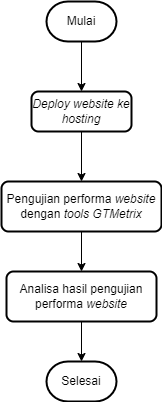 Mulai
Deploy website ke
hosting
Pengujian performa website
dengan tools GTMetrix
Analisa hasil pengujian
performa website
Selesai